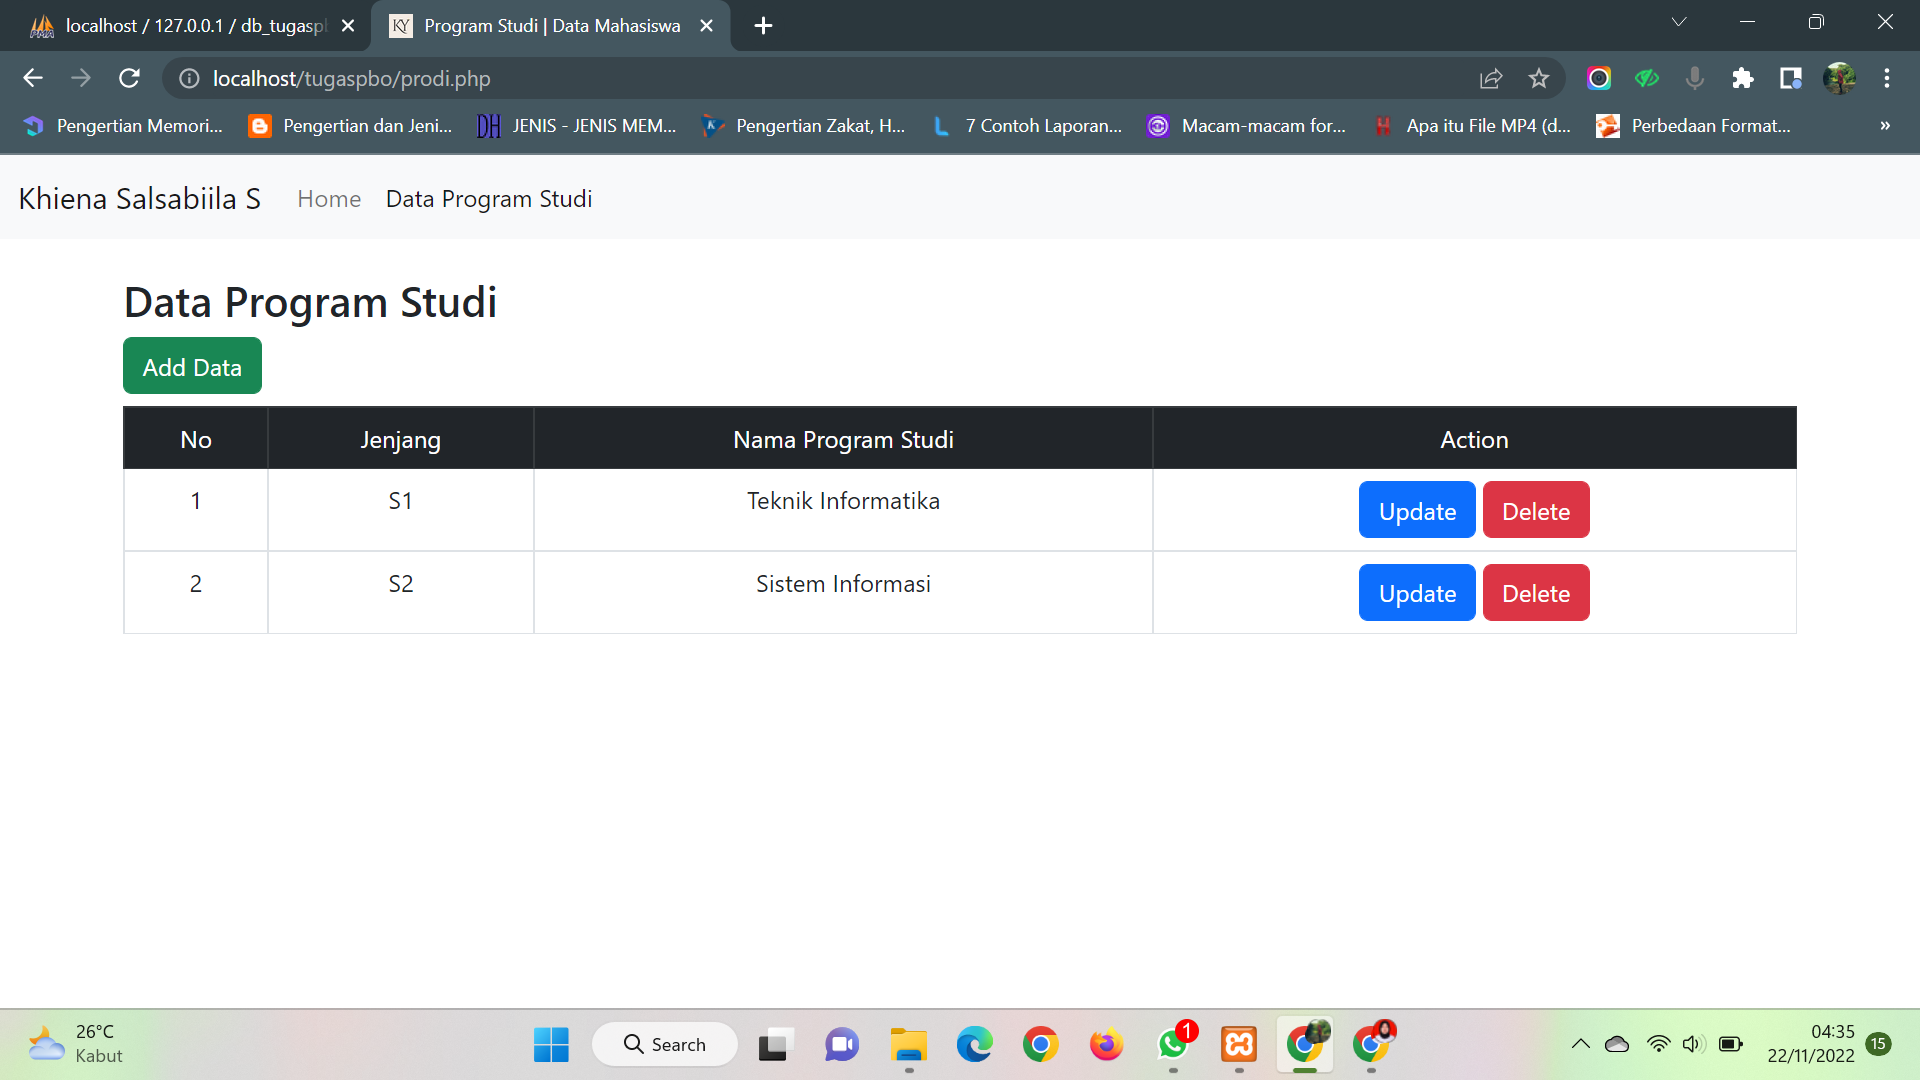 localhost / 127.0.0.1 / db_tugaspb
Program Studi | Data Mahasiswa
localhost/tugaspbo/prodi.php
Pengertian Memori...
Pengertian dan Jeni...
DH JENIS - JENIS MEM...
Pengertian Zakat, H...
7 Contoh Laporan...
Macam-macam for...
Apa itu File MP4 (d...
Perbedaan Format...
»
Khiena Salsabiila S Home Data Program Studi
Data Program Studi
Add Data
No Jenjang Nama Program Studi Action
1 S1 Teknik Informatika Update Delete
2 S2 Sistem Informasi Update Delete
26°C
Kabut
Search
1
04:35
22/11/2022
15